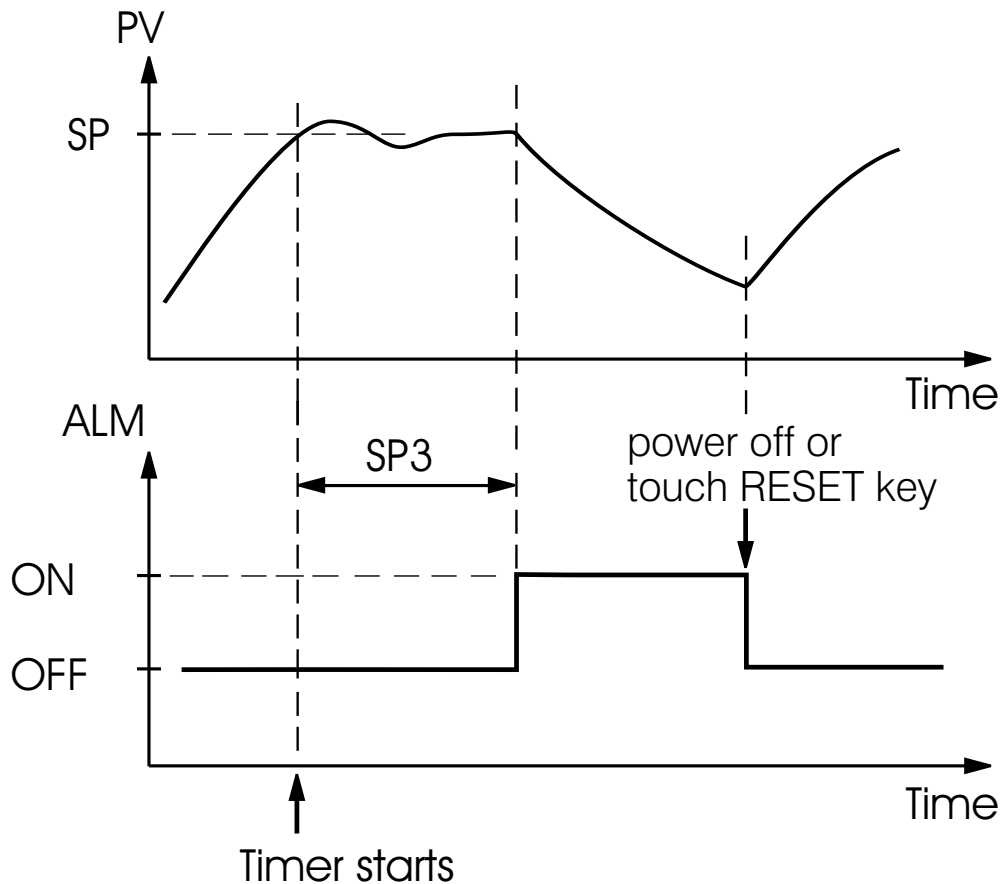 PV
SP
Time
ALM
SP3
power off or
touch RESET key
ON
OFF
Time
Timer starts